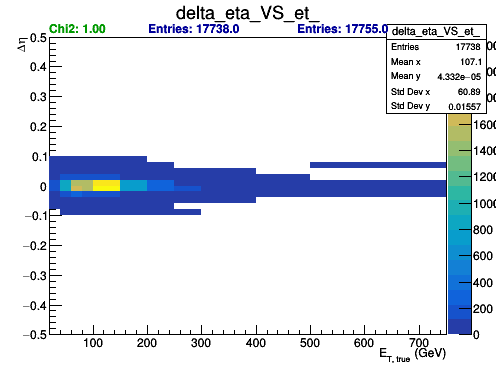 delta_eta_VS_et_
Chi2: 1.00 Entries: 17738.0 Entries: 17755.0
delta_eta_VS_et_
Entries 17738
Mean x 107.1
Mean y 4.332e-05
Std Dev x 60.89
Std Dev y 0.01557
Δη
0.5
0.4
0.3
0.2
0.1
0
−0.1
−0.2
−0.3
−0.4
−0.5
100 200 300 400 500 600 700
E_T, true (GeV)
1600
1400
1200
1000
800
600
400
200
0